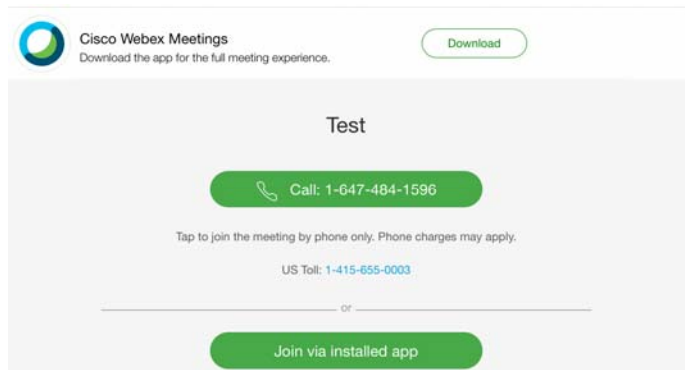 Cisco Webex Meetings
Download the app for the full meeting experience.
Download
Test
Call: 1-647-484-1596
Tap to join the meeting by phone only. Phone charges may apply.
US Toll: 1-415-655-0003
or
Join via installed app